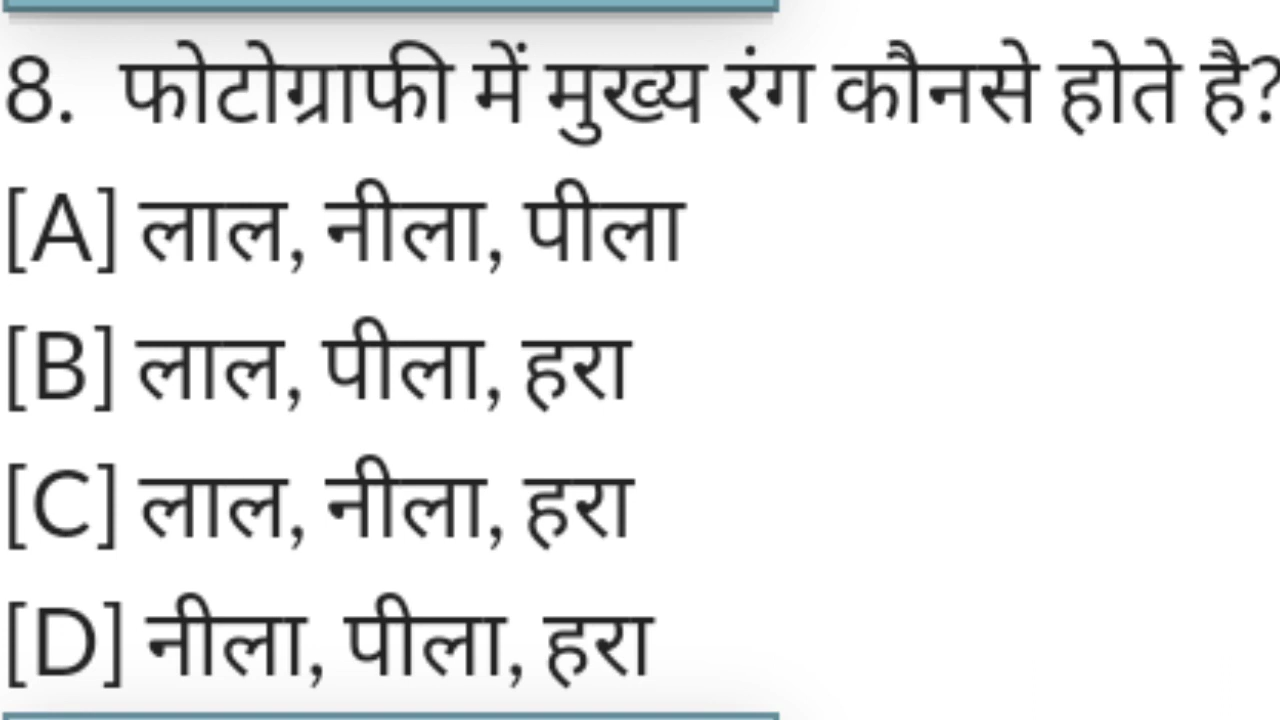 8. फोटोग्राफी में मुख्य रंग कौनसे होते है?
[A] लाल, नीला, पीला
[B] लाल, पीला, हरा
[C] लाल, नीला, हरा
[D] नीला, पीला, हरा